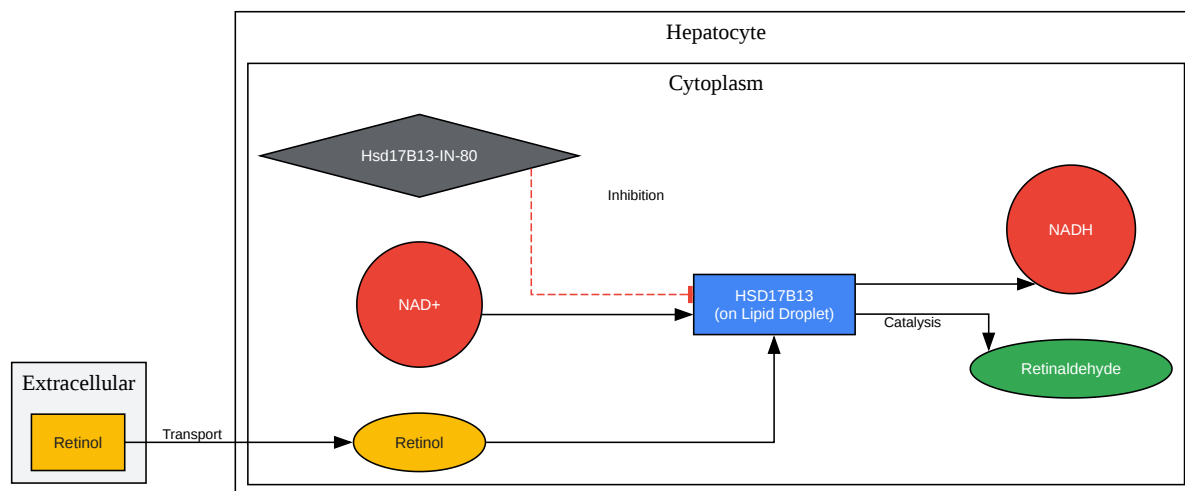 Hepatocyte
Cytoplasm
Hsd17B13-IN-80
Inhibition
NADH
NAD+
HSD17B13
(on Lipid Droplet)
Catalysis
Retinaldehyde
Extracellular
Retinol
Transport
Retinol